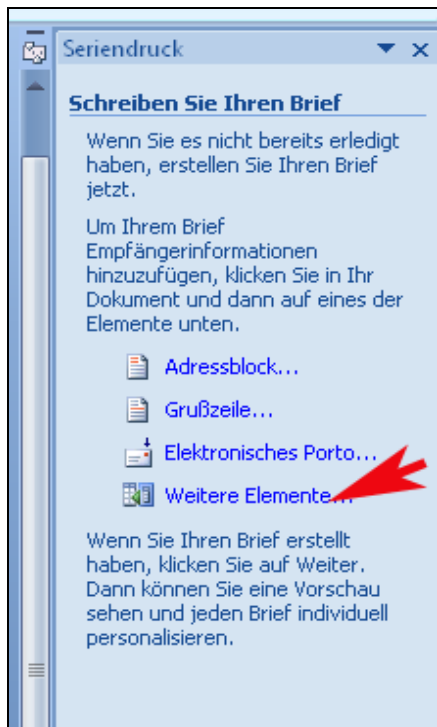 Seriendruck
Schreiben Sie Ihren Brief
Wenn Sie es nicht bereits erledigt
haben, erstellen Sie Ihren Brief
jetzt.
Um Ihrem Brief
Empfängerinformationen
hinzuzufügen, klicken Sie in Ihr
Dokument und dann auf eines der
Elemente unten.
Adressblock...
Grußzeile...
Elektronisches Porto...
Weitere Elemente...
Wenn Sie Ihren Brief erstellt
haben, klicken Sie auf Weiter.
Dann können Sie eine Vorschau
sehen und jeden Brief individuell
personalisieren.